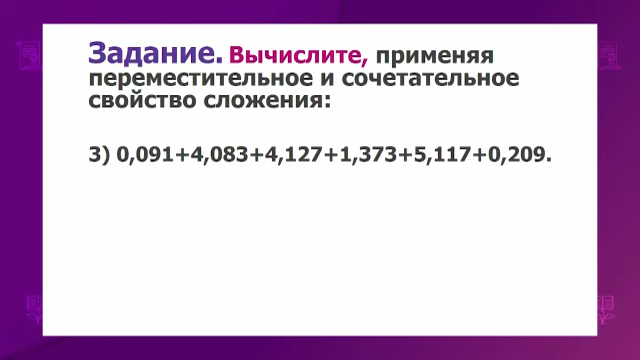 Задание. Вычислите, применяя
переместительное и сочетательное
свойство сложения:
3) 0,091+4,083+4,127+1,373+5,117+0,209.